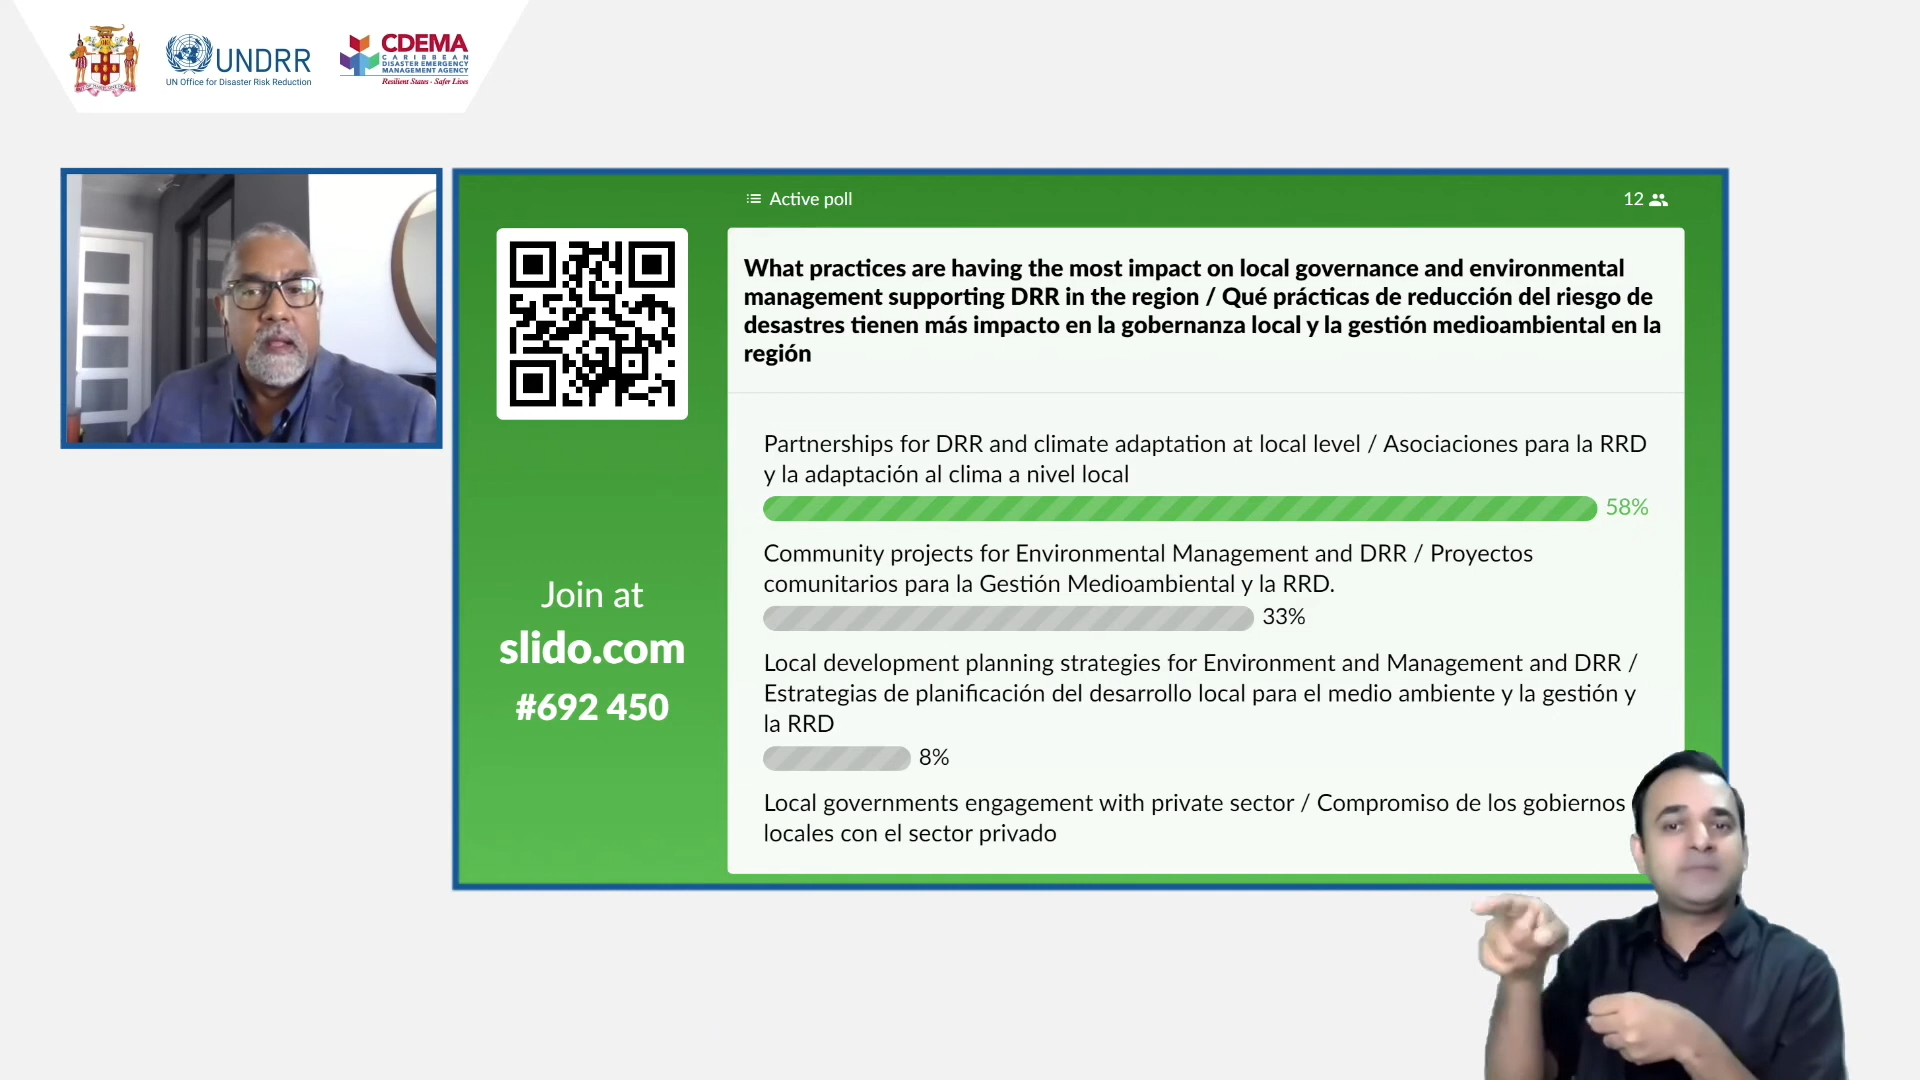 UNDRR
UN Office for Disaster Risk Reduction
CDEMA
CARIBBEAN
DISASTER EMERGENCY
MANAGEMENT AGENCY
Resilient States - Safer Lives
Active poll
12
What practices are having the most impact on local governance and environmental
management supporting DRR in the region / Qué prácticas de reducción del riesgo de
desastres tienen más impacto en la gobernanza local y la gestión medioambiental en la
región
Partnerships for DRR and climate adaptation at local level / Asociaciones para la RRD
y la adaptación al clima a nivel local
58%
Community projects for Environmental Management and DRR / Proyectos
comunitarios para la Gestión Medioambiental y la RRD.
33%
Local development planning strategies for Environment and Management and DRR /
Estrategias de planificación del desarrollo local para el medio ambiente y la gestión y
la RRD
8%
Local governments engagement with private sector / Compromiso de los gobiernos
locales con el sector privado
Join at
slido.com
#692 450